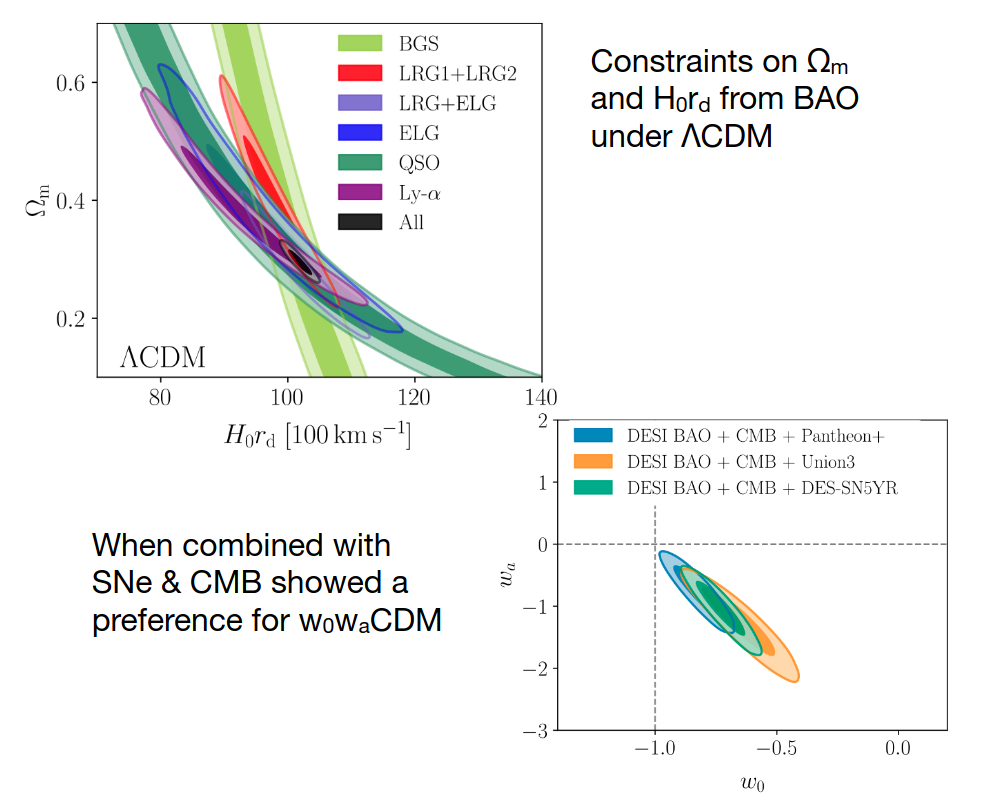 BGS
LRG1+LRG2
LRG+ELG
ELG
QSO
Ly-α
All
0.6
0.4
0.2
Ωₘ
ΛCDM
80
100
120
140
H₀r_d [100 km s⁻¹]
Constraints on Ωₘ
and H₀r_d from BAO
under ΛCDM
When combined with
SNe & CMB showed a
preference for w₀wₐCDM
DESI BAO + CMB + Pantheon+
DESI BAO + CMB + Union3
DESI BAO + CMB + DES-SN5YR
2
1
0
−1
−2
−3
wₐ
−1.0
−0.5
0.0
w₀